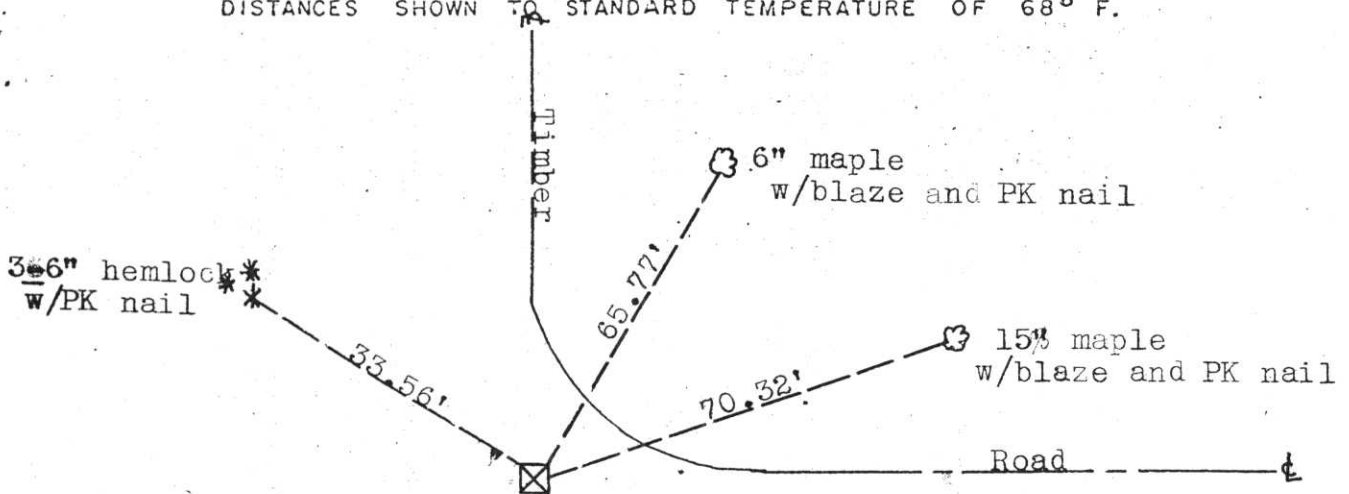 DISTANCES SHOWN TO STANDARD TEMPERATURE OF 68° F.
Timber
6" maple
w/blaze and PK nail
3-6" hemlock
w/PK nail
65.77'
33.56'
15" maple
w/blaze and PK nail
70.32'
Road
℄